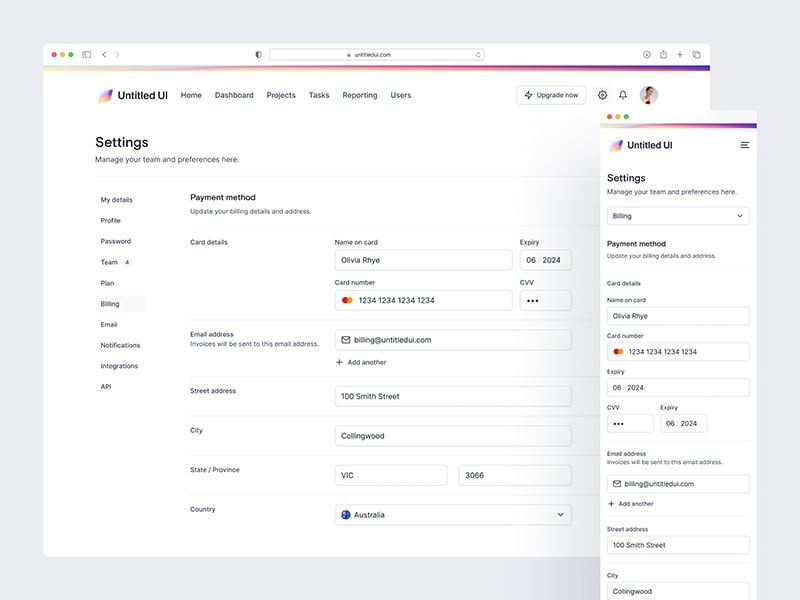 untitledui.com
Untitled UI Home Dashboard Projects Tasks Reporting Users Upgrade now
Settings
Manage your team and preferences here.
My details
Profile
Password
Team 4
Plan
Billing
Email
Notifications
Integrations
API
Payment method
Update your billing details and address.
Card details
Name on card Expiry
Olivia Rhye 06 / 2024
Card number CVV
1234 1234 1234 1234 •••
Email address
Invoices will be sent to this email address.
billing@untitledui.com
Add another
Street address
100 Smith Street
City
Collingwood
State / Province
VIC 3066
Country
Australia
Untitled UI
Settings
Manage your team and preferences here.
Billing
Payment method
Update your billing details and address.
Card details
Name on card
Olivia Rhye
Card number
1234 1234 1234 1234
Expiry
06 / 2024
CVV Expiry
••• 06 / 2024
Email address
Invoices will be sent to this email address.
billing@untitledui.com
Add another
Street address
100 Smith Street
City
Collingwood